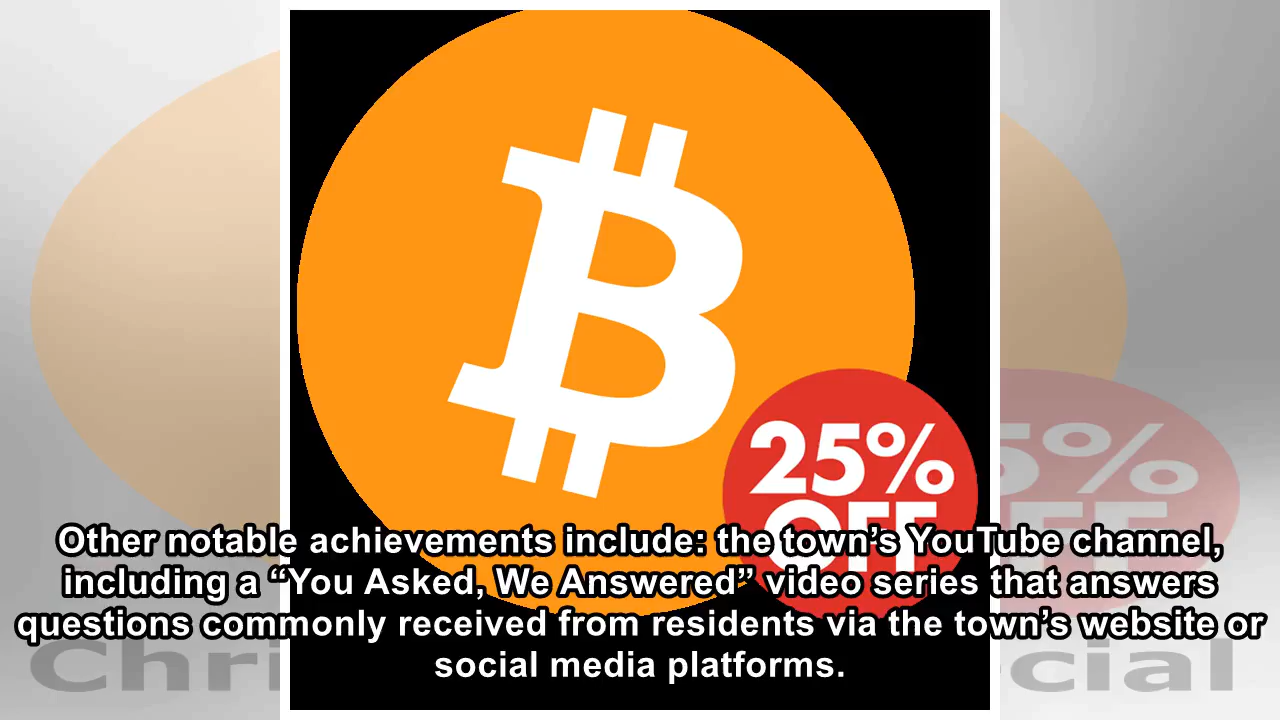 25%
OFF
Other notable achievements include: the town’s YouTube channel,
including a “You Asked, We Answered” video series that answers
questions commonly received from residents via the town’s website or
social media platforms.